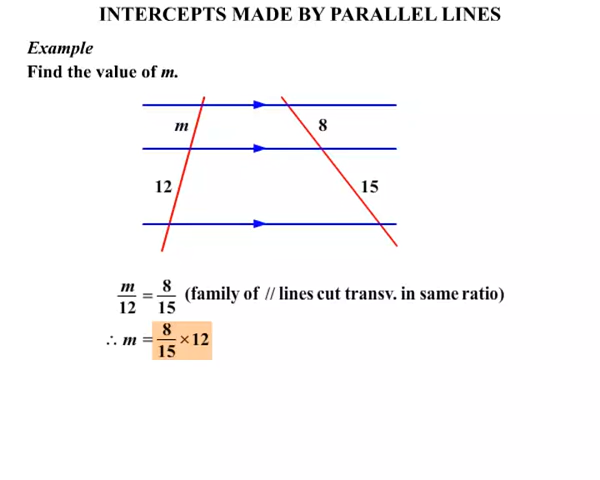 INTERCEPTS MADE BY PARALLEL LINES
Example
Find the value of m.
m
8
12
15
m/12 = 8/15 (family of // lines cut transv. in same ratio)
∴ m = 8/15 × 12